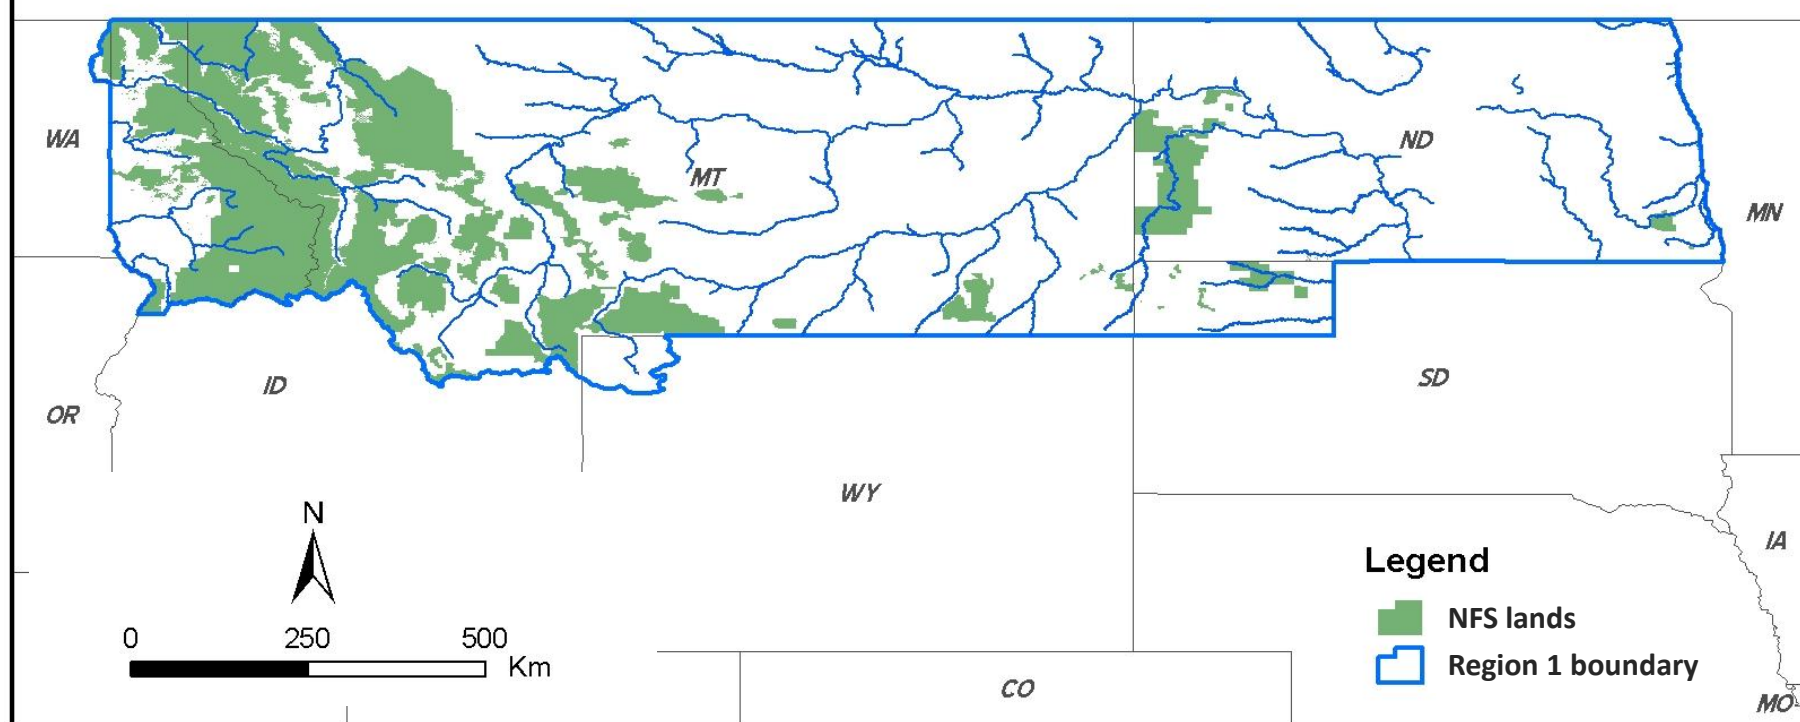 WA
MT
ND
MN
ID
OR
SD
WY
N
IA
Legend
NFS lands
0 250 500
Km
Region 1 boundary
CO
MO